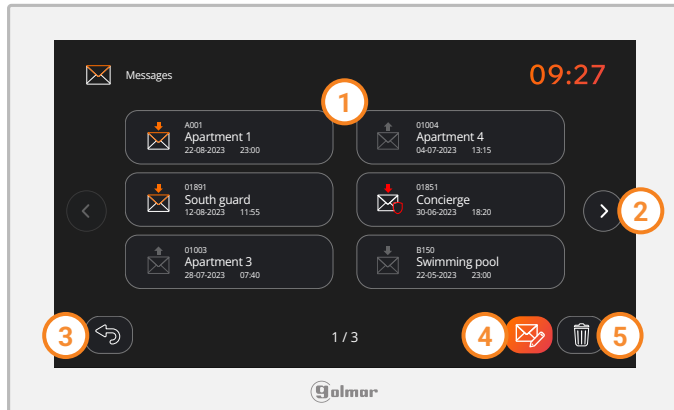 Messages
09:27
1
A001
Apartment 1
22-08-2023 23:00
01004
Apartment 4
04-07-2023 13:15
01891
South guard
12-08-2023 11:55
01851
Concierge
30-06-2023 18:20
2
01003
Apartment 3
28-07-2023 07:40
B150
Swimming pool
22-05-2023 23:00
3
1 / 3
4
5
golmar